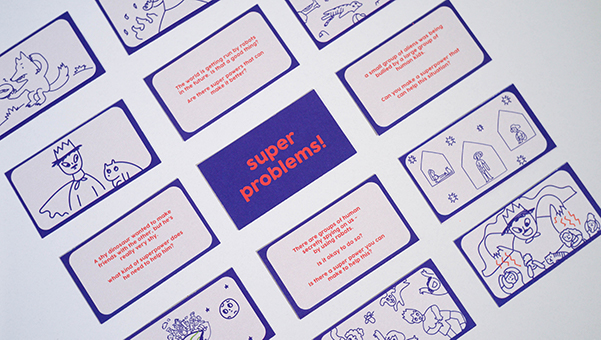 The world is getting run by robots
in the future. Is that a good thing?
Are there super powers that can
make it better?
a small group of aliens was being
bullied by a large group of
human kids
Can you make a superpower that
can help this situation?
super
problems!
A shy dinosaur wanted to make
friends with the other, but he's
really very shy.
what kind of superpower does
he need to help him?
There are groups of human
secretly spying on us -
by using robots.
is it okay to do so?
Is there a super power you can
make to help this?